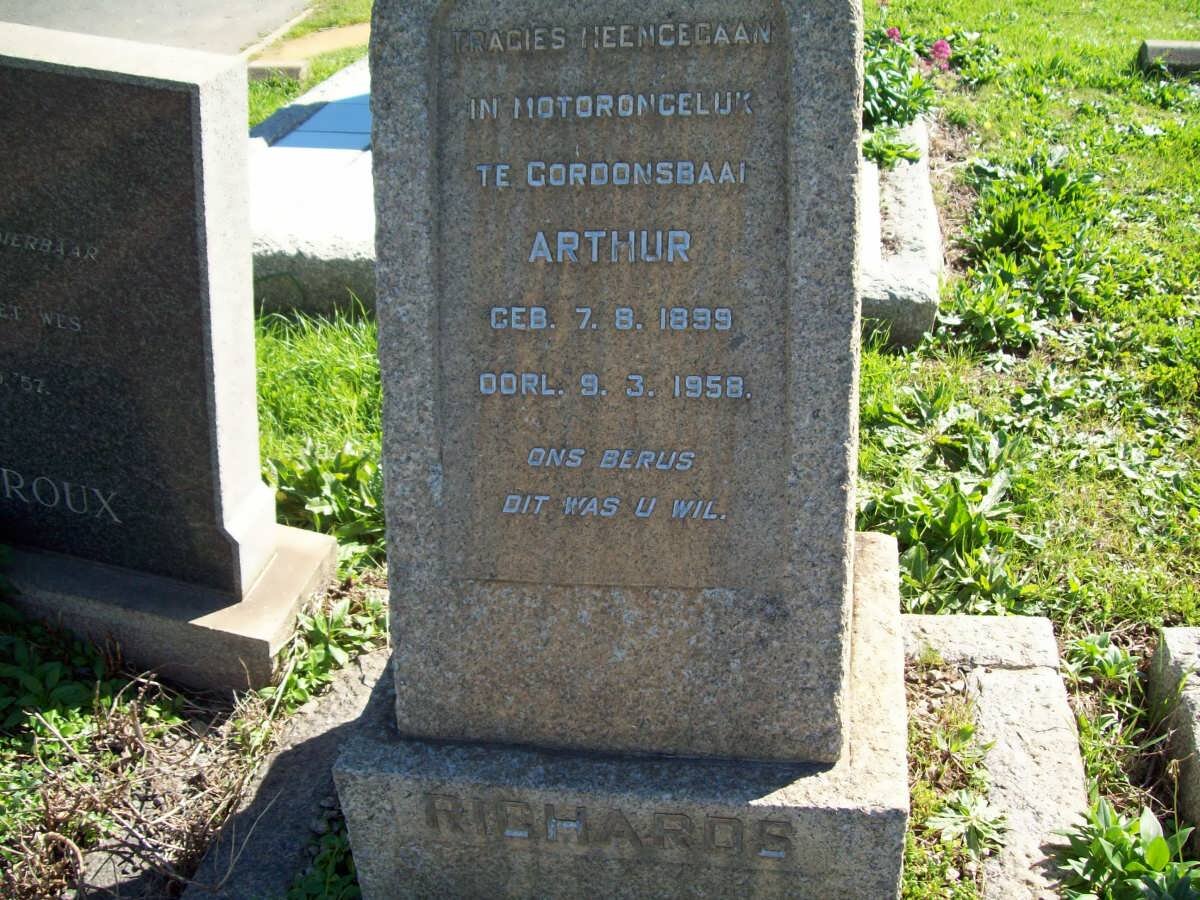 TRAGIES HEENGEGAAN
IN MOTORONGELUK
TE GORDONSBAAI
ARTHUR
GEB. 7. 8. 1899
OORL. 9. 3. 1958.
ONS BERUS
DIT WAS U WIL.
RICHARDS
ROUX